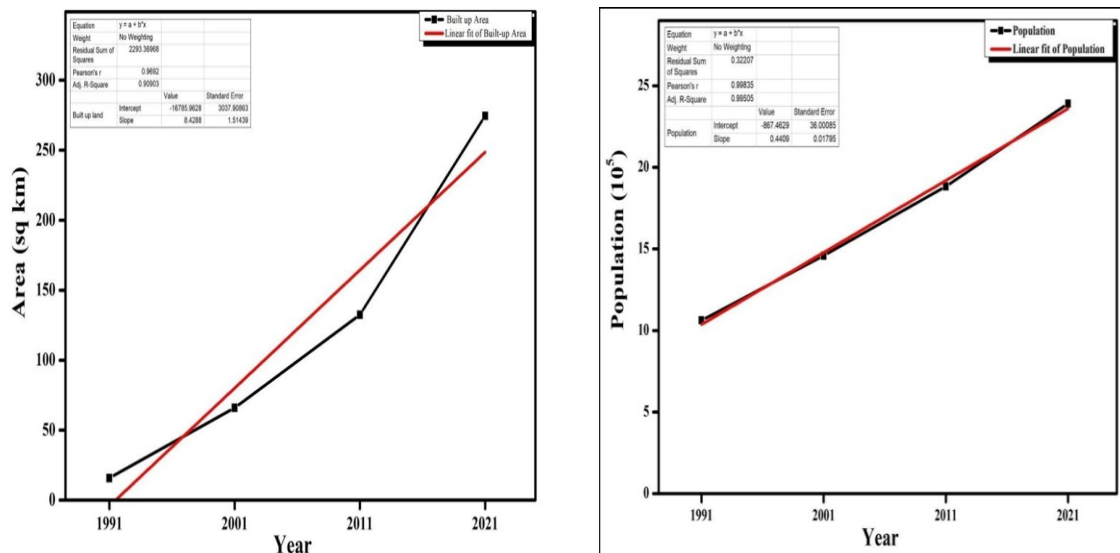 Equation y = a + b*x
Weight No Weighting
Residual Sum of Squares 2293.36968
Pearson's r 0.9692
Adj. R-Square 0.90903
Value Standard Error
Built up land Intercept -16785.9628 3037.90863
Slope 8.4288 1.51439
Built up Area
Linear fit of Built-up Area
Area (sq km)
300
250
200
150
100
50
0
1991 2001 2011 2021
Year
Equation y = a + b*x
Weight No Weighting
Residual Sum of Squares 0.32207
Pearson's r 0.99835
Adj. R-Square 0.99505
Value Standard Error
Population Intercept -867.4629 36.00085
Slope 0.4409 0.01795
Population
Linear fit of Population
Population (10⁵)
25
20
15
10
5
0
1991 2001 2011 2021
Year